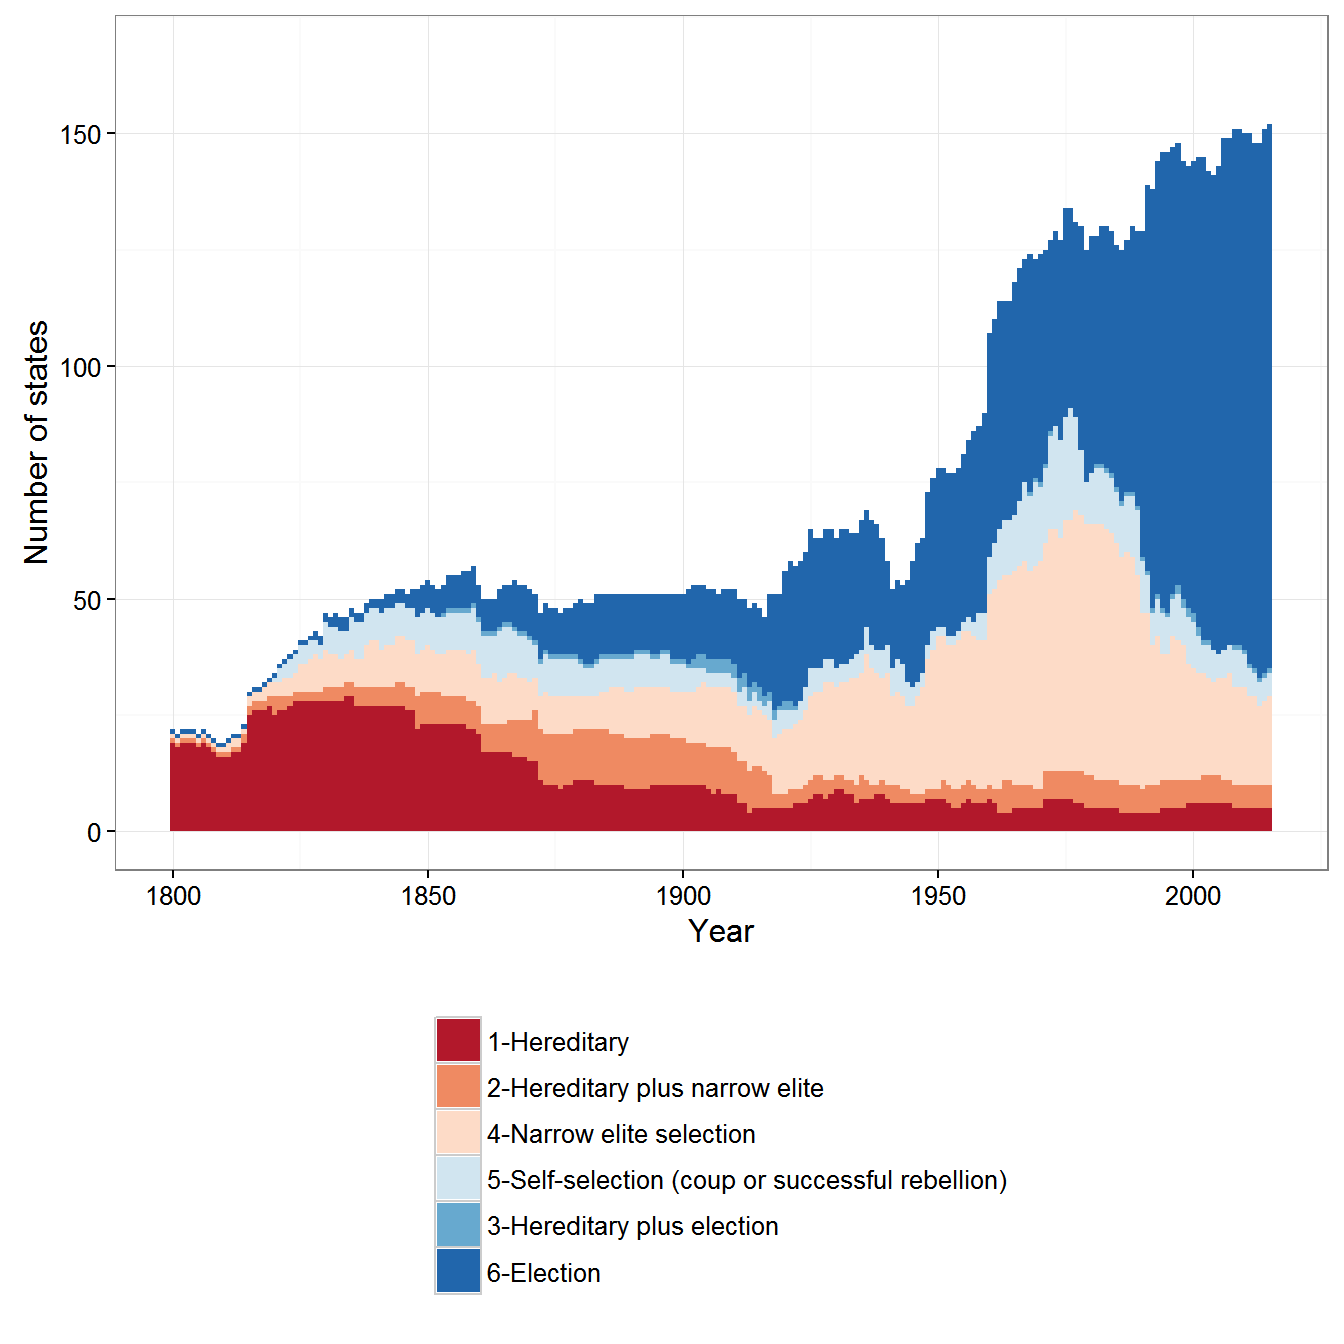 Number of states
150
100
50
0
1800 1850 1900 1950 2000
Year
1-Hereditary
2-Hereditary plus narrow elite
4-Narrow elite selection
5-Self-selection (coup or successful rebellion)
3-Hereditary plus election
6-Election